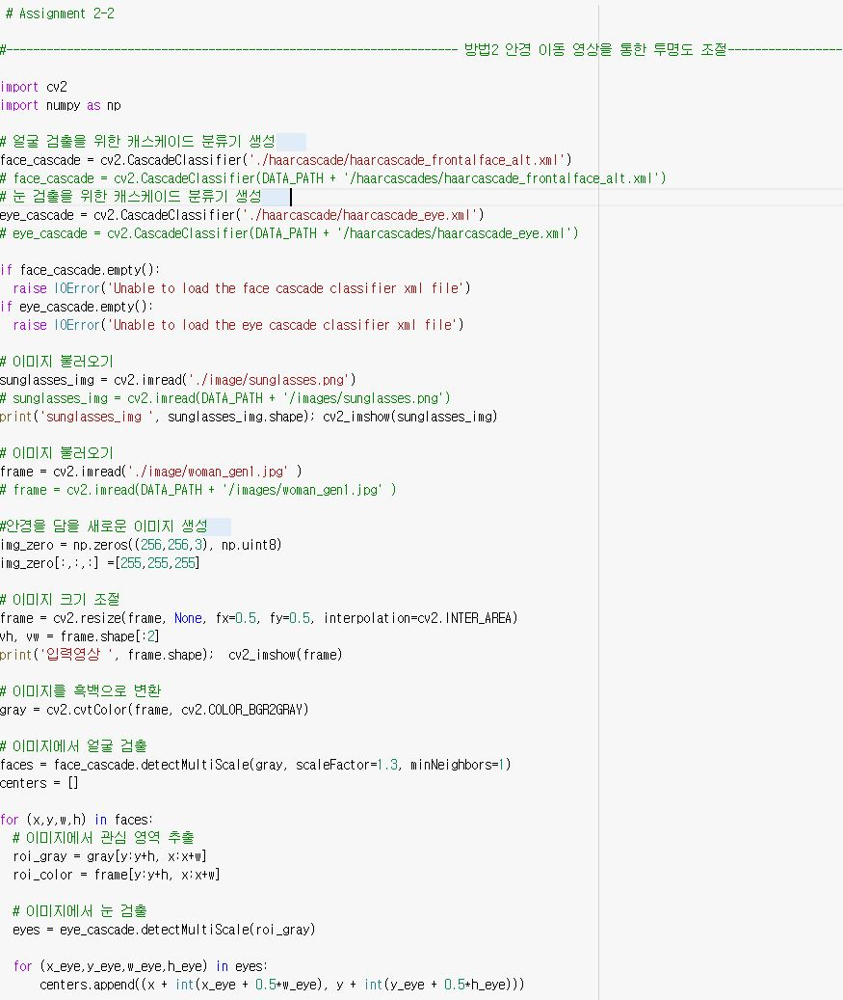 # Assignment 2-2
#------------------------------------------------------------------- 방법2 안경 이동 영상을 통한 투명도 조절-----------------
import cv2
import numpy as np
# 얼굴 검출을 위한 캐스케이드 분류기 생성
face_cascade = cv2.CascadeClassifier('./haarcascade/haarcascade_frontalface_alt.xml')
# face_cascade = cv2.CascadeClassifier(DATA_PATH + '/haarcascades/haarcascade_frontalface_alt.xml')
# 눈 검출을 위한 캐스케이드 분류기 생성
eye_cascade = cv2.CascadeClassifier('./haarcascade/haarcascade_eye.xml')
# eye_cascade = cv2.CascadeClassifier(DATA_PATH + '/haarcascades/haarcascade_eye.xml')
if face_cascade.empty():
  raise IOError('Unable to load the face cascade classifier xml file')
if eye_cascade.empty():
  raise IOError('Unable to load the eye cascade classifier xml file')
# 이미지 불러오기
sunglasses_img = cv2.imread('./image/sunglasses.png')
# sunglasses_img = cv2.imread(DATA_PATH + '/images/sunglasses.png')
print('sunglasses_img ', sunglasses_img.shape); cv2_imshow(sunglasses_img)
# 이미지 불러오기
frame = cv2.imread('./image/woman_gen1.jpg' )
# frame = cv2.imread(DATA_PATH + '/images/woman_gen1.jpg' )
#안경을 담을 새로운 이미지 생성
img_zero = np.zeros((256,256,3), np.uint8)
img_zero[:,:,:] =[255,255,255]
# 이미지 크기 조절
frame = cv2.resize(frame, None, fx=0.5, fy=0.5, interpolation=cv2.INTER_AREA)
vh, vw = frame.shape[:2]
print('입력영상 ', frame.shape);  cv2_imshow(frame)
# 이미지를 흑백으로 변환
gray = cv2.cvtColor(frame, cv2.COLOR_BGR2GRAY)
# 이미지에서 얼굴 검출
faces = face_cascade.detectMultiScale(gray, scaleFactor=1.3, minNeighbors=1)
centers = []
for (x,y,w,h) in faces:
  # 이미지에서 관심 영역 추출
  roi_gray = gray[y:y+h, x:x+w]
  roi_color = frame[y:y+h, x:x+w]
  # 이미지에서 눈 검출
  eyes = eye_cascade.detectMultiScale(roi_gray)
  for (x_eye,y_eye,w_eye,h_eye) in eyes:
      centers.append((x + int(x_eye + 0.5*w_eye), y + int(y_eye + 0.5*h_eye)))